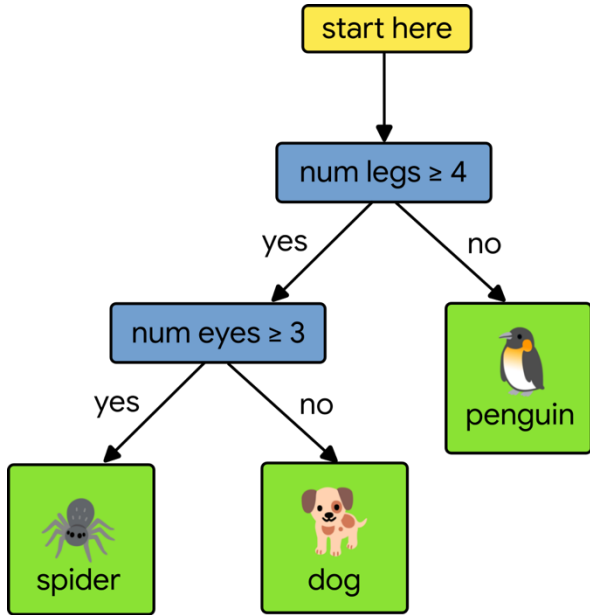 start here
num legs ≥ 4
yes
no
num eyes ≥ 3
penguin
yes
no
spider
dog